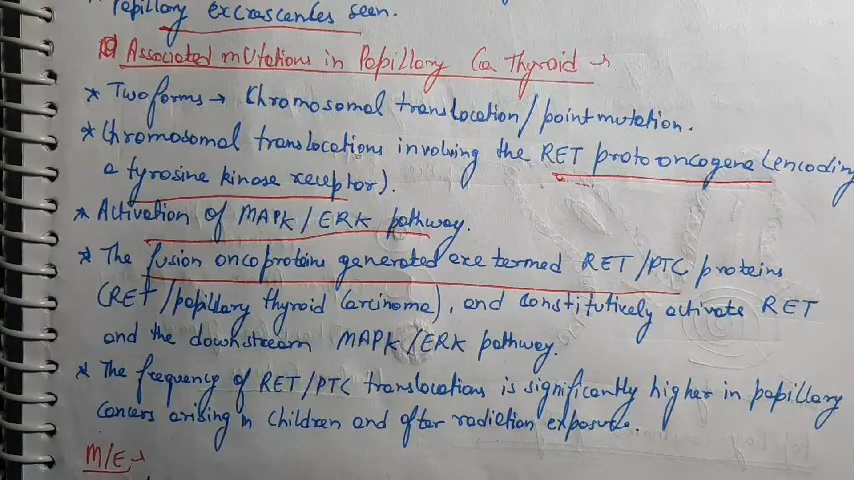 Papillary excrascentes seen.
Associated mutations in Papillary Ca Thyroid →
* Two forms → Chromosomal translocation/point mutation.
* Chromosomal translocations involving the RET proto oncogene (encoding
a tyrosine kinase receptor).
* Activation of MAPK/ERK pathway.
* The fusion oncoproteins generated are termed RET/PTC proteins
(RET/papillary thyroid carcinoma), and constitutively activate RET
and the downstream MAPK/ERK pathway.
* The frequency of RET/PTC translocations is significantly higher in papillary
cancers arising in children and after radiation exposure.
M/E →